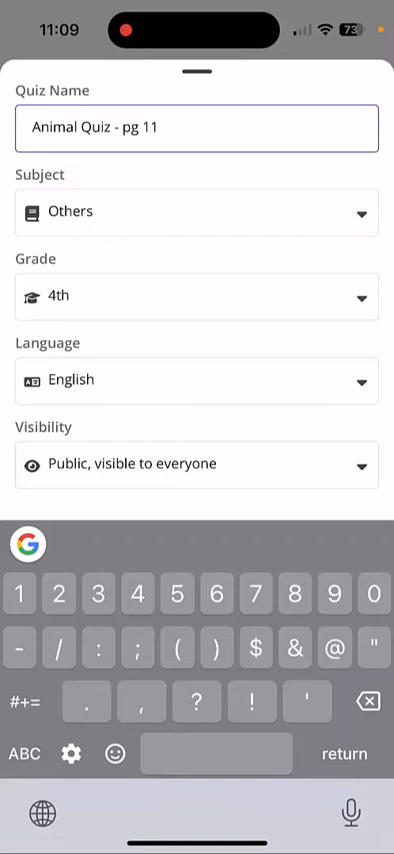 11:09
73
Quiz Name
Animal Quiz - pg 11
Subject
Others
Grade
4th
Language
English
Visibility
Public, visible to everyone
G
1 2 3 4 5 6 7 8 9 0
- / : ; ( ) $ & @ "
#+= . , ? ! '
ABC return